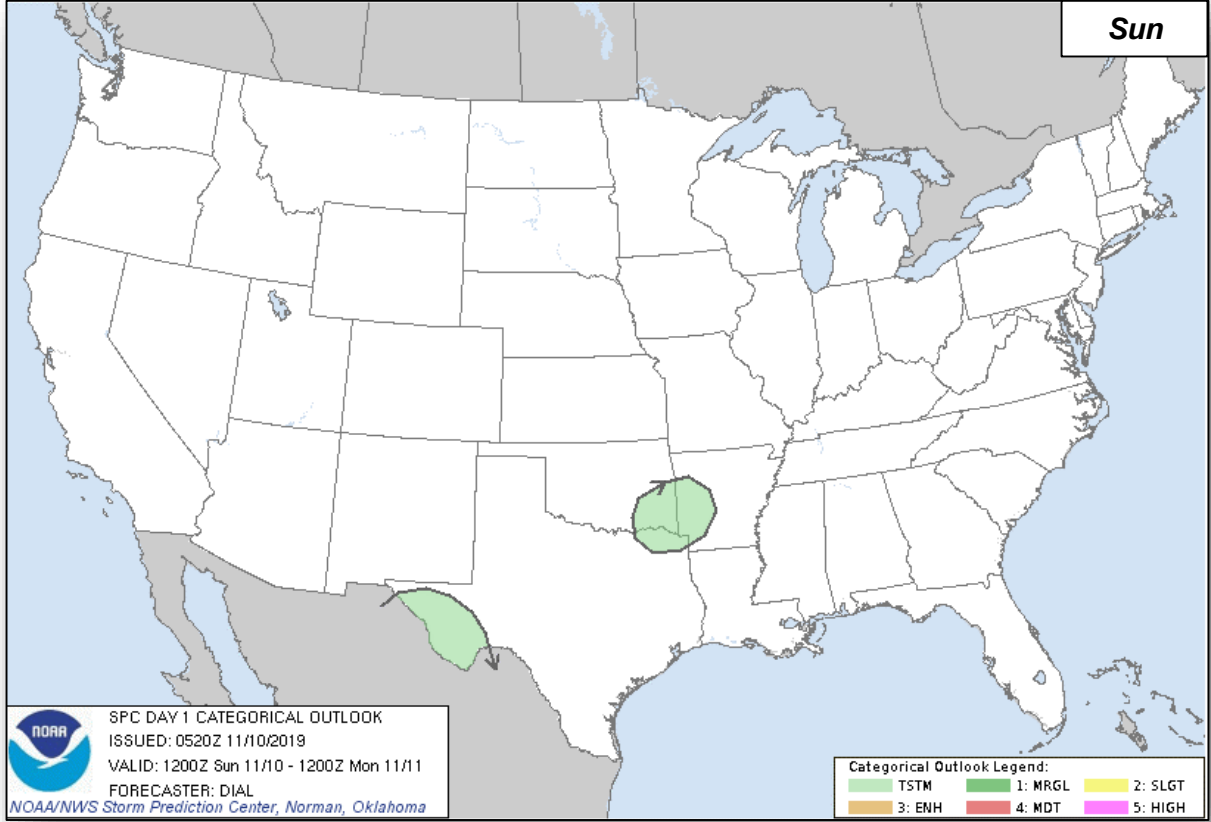 Sun
NOAA
SPC DAY 1 CATEGORICAL OUTLOOK
ISSUED: 0520Z 11/10/2019
VALID: 1200Z Sun 11/10 - 1200Z Mon 11/11
FORECASTER: DIAL
NOAA/NWS Storm Prediction Center, Norman, Oklahoma
Categorical Outlook Legend:
TSTM 1: MRGL 2: SLGT
3: ENH 4: MDT 5: HIGH